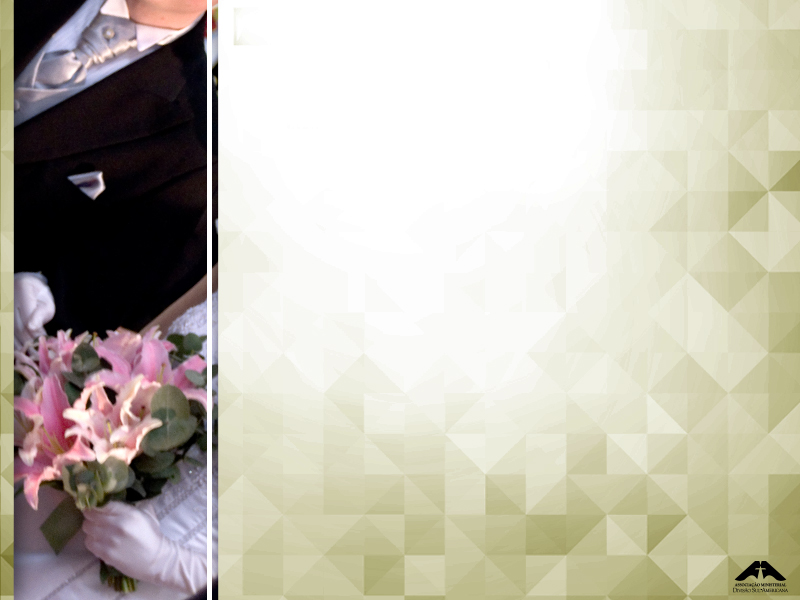 ASSOCIAÇÃO MINISTERIAL
DIVISÃO SUL-AMERICANA